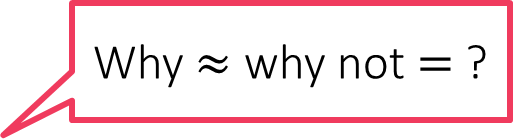 Why ≈ why not = ?